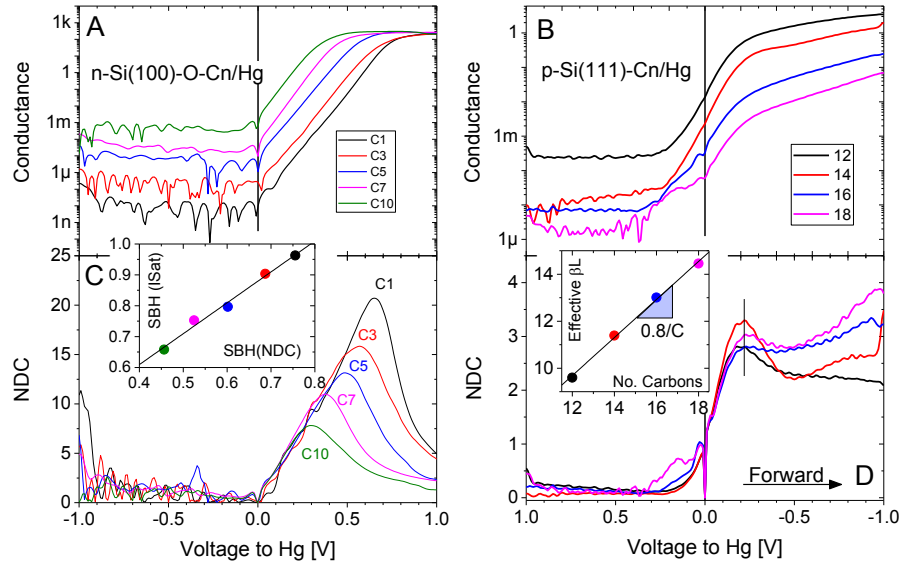 A
n-Si(100)-O-Cn/Hg
Conductance
1k
1
1m
1µ
1n
C1
C3
C5
C7
C10
B
p-Si(111)-Cn/Hg
Conductance
1
1m
1µ
12
14
16
18
C
NDC
25
20
15
10
5
0
-1.0
-0.5
0.0
0.5
1.0
Voltage to Hg [V]
C1
C3
C5
C7
C10
SBH (ISat)
1.0
0.9
0.8
0.7
0.6
0.4
0.5
0.6
0.7
0.8
SBH(NDC)
D
NDC
4
3
2
1
0
1.0
0.5
0.0
-0.5
-1.0
Voltage to Hg [V]
Forward
Effective βL
14
12
10
12
14
16
18
No. Carbons
0.8/C